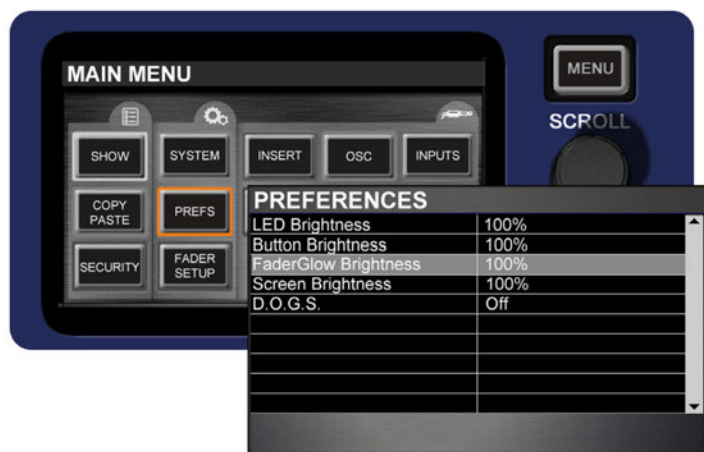 MAIN MENU
MENU
SCROLL
SHOW
SYSTEM
INSERT
OSC
INPUTS
COPY
PASTE
PREFS
SECURITY
FADER
SETUP
PREFERENCES
LED Brightness 100%
Button Brightness 100%
FaderGlow Brightness 100%
Screen Brightness 100%
D.O.G.S. Off